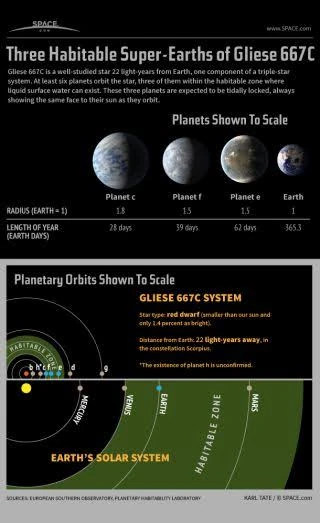 SPACE
.COM
www.SPACE.com
Three Habitable Super-Earths of Gliese 667C
Gliese 667C is a well-studied star 22 light-years from Earth, one component of a triple-star
system. At least six planets orbit the star, three of them within the habitable zone where
liquid surface water can exist. These three planets are expected to be tidally locked, always
showing the same face to their sun as they orbit.
Planets Shown To Scale
Planet c Planet f Planet e Earth
RADIUS (EARTH = 1) 1.8 1.5 1.5 1
LENGTH OF YEAR 28 days 39 days 62 days 365.3
(EARTH DAYS)
Planetary Orbits Shown To Scale
GLIESE 667C SYSTEM
Star type: red dwarf (smaller than our sun and
only 1.4 percent as bright).
Distance from Earth: 22 light-years away, in
the constellation Scorpius.
*The existence of planet h is unconfirmed.
HABITABLE ZONE
b h* c f e d g
MERCURY
VENUS
EARTH
MARS
HABITABLE ZONE
EARTH'S SOLAR SYSTEM
SOURCES: EUROPEAN SOUTHERN OBSERVATORY, PLANETARY HABITABILITY LABORATORY
KARL TATE / © SPACE.com